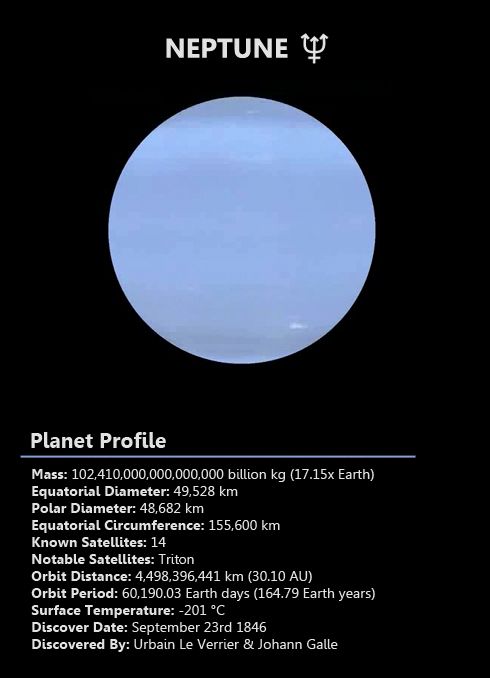 NEPTUNE ♆
Planet Profile
Mass: 102,410,000,000,000,000 billion kg (17.15x Earth)
Equatorial Diameter: 49,528 km
Polar Diameter: 48,682 km
Equatorial Circumference: 155,600 km
Known Satellites: 14
Notable Satellites: Triton
Orbit Distance: 4,498,396,441 km (30.10 AU)
Orbit Period: 60,190.03 Earth days (164.79 Earth years)
Surface Temperature: -201 °C
Discover Date: September 23rd 1846
Discovered By: Urbain Le Verrier & Johann Galle